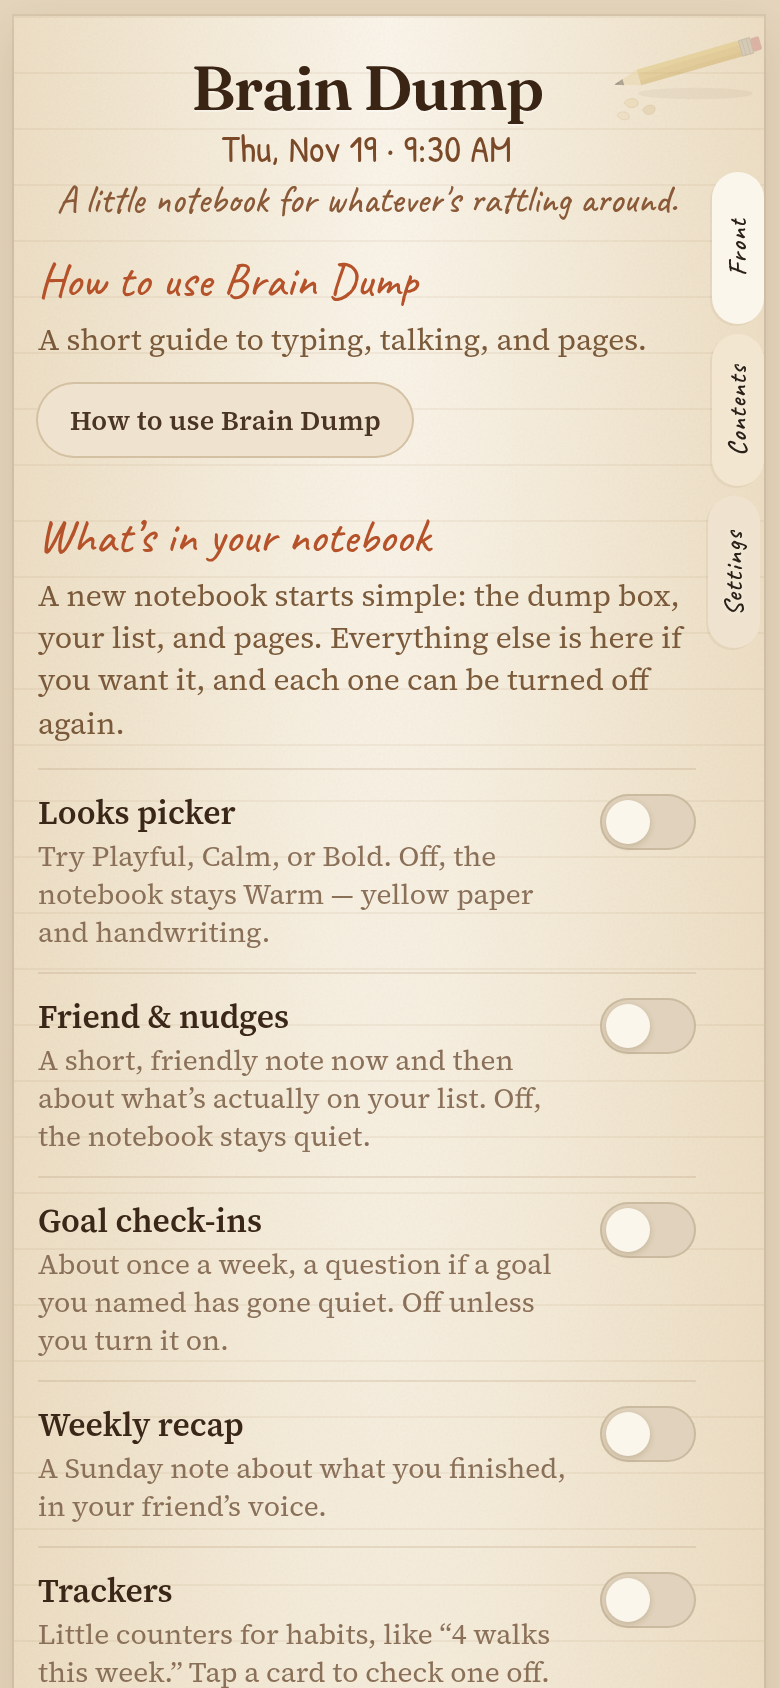 Brain Dump
Thu, Nov 19 · 9:30 AM
A little notebook for whatever’s rattling around.
Front
Contents
Settings
How to use Brain Dump
A short guide to typing, talking, and pages.
How to use Brain Dump
What’s in your notebook
A new notebook starts simple: the dump box,
your list, and pages. Everything else is here if
you want it, and each one can be turned off
again.
Looks picker
Try Playful, Calm, or Bold. Off, the
notebook stays Warm — yellow paper
and handwriting.
Friend & nudges
A short, friendly note now and then
about what’s actually on your list. Off,
the notebook stays quiet.
Goal check-ins
About once a week, a question if a goal
you named has gone quiet. Off unless
you turn it on.
Weekly recap
A Sunday note about what you finished,
in your friend’s voice.
Trackers
Little counters for habits, like “4 walks
this week.” Tap a card to check one off.